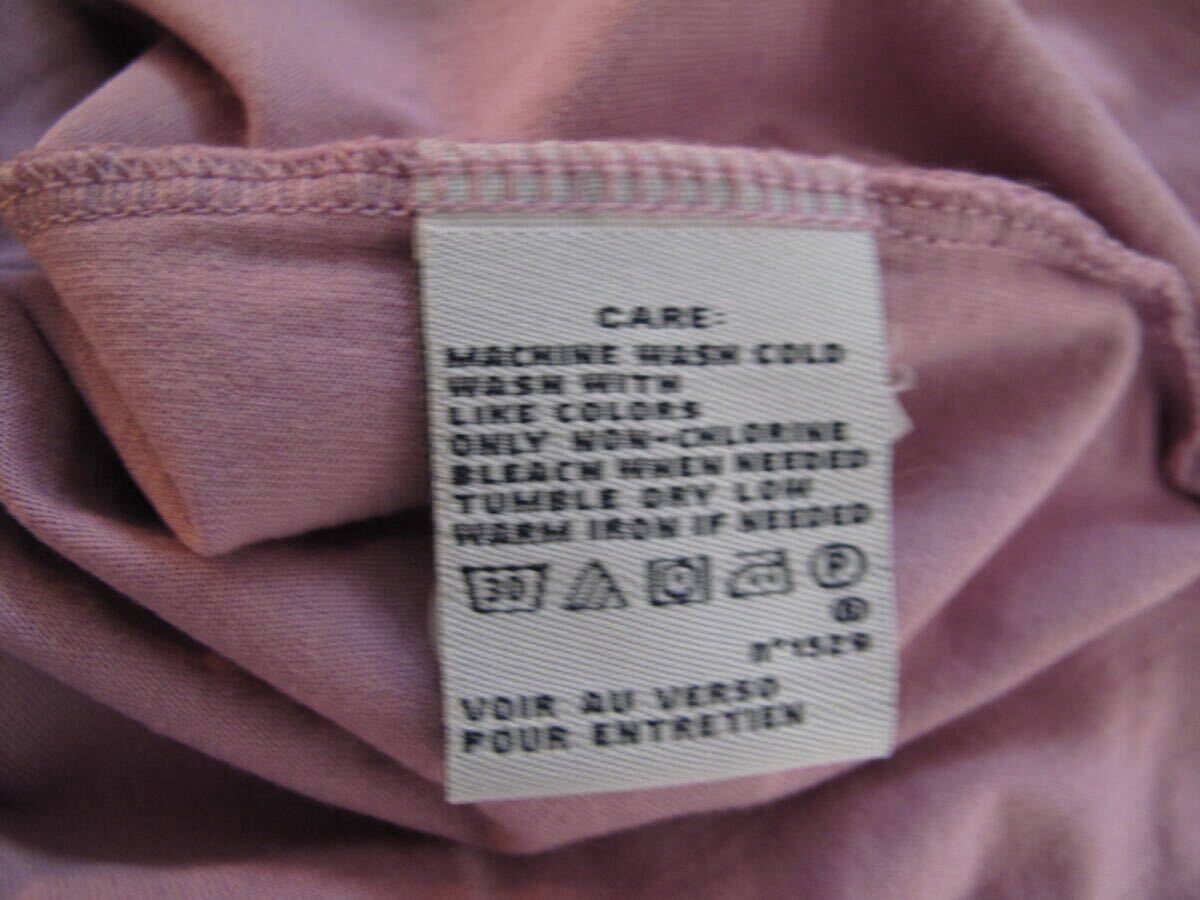 CARE:
MACHINE WASH COLD
WASH WITH
LIKE COLORS
ONLY NON-CHLORINE
BLEACH WHEN NEEDED
TUMBLE DRY LOW
WARM IRON IF NEEDED
30 P
n°1529
VOIR AU VERSO
POUR ENTRETIEN